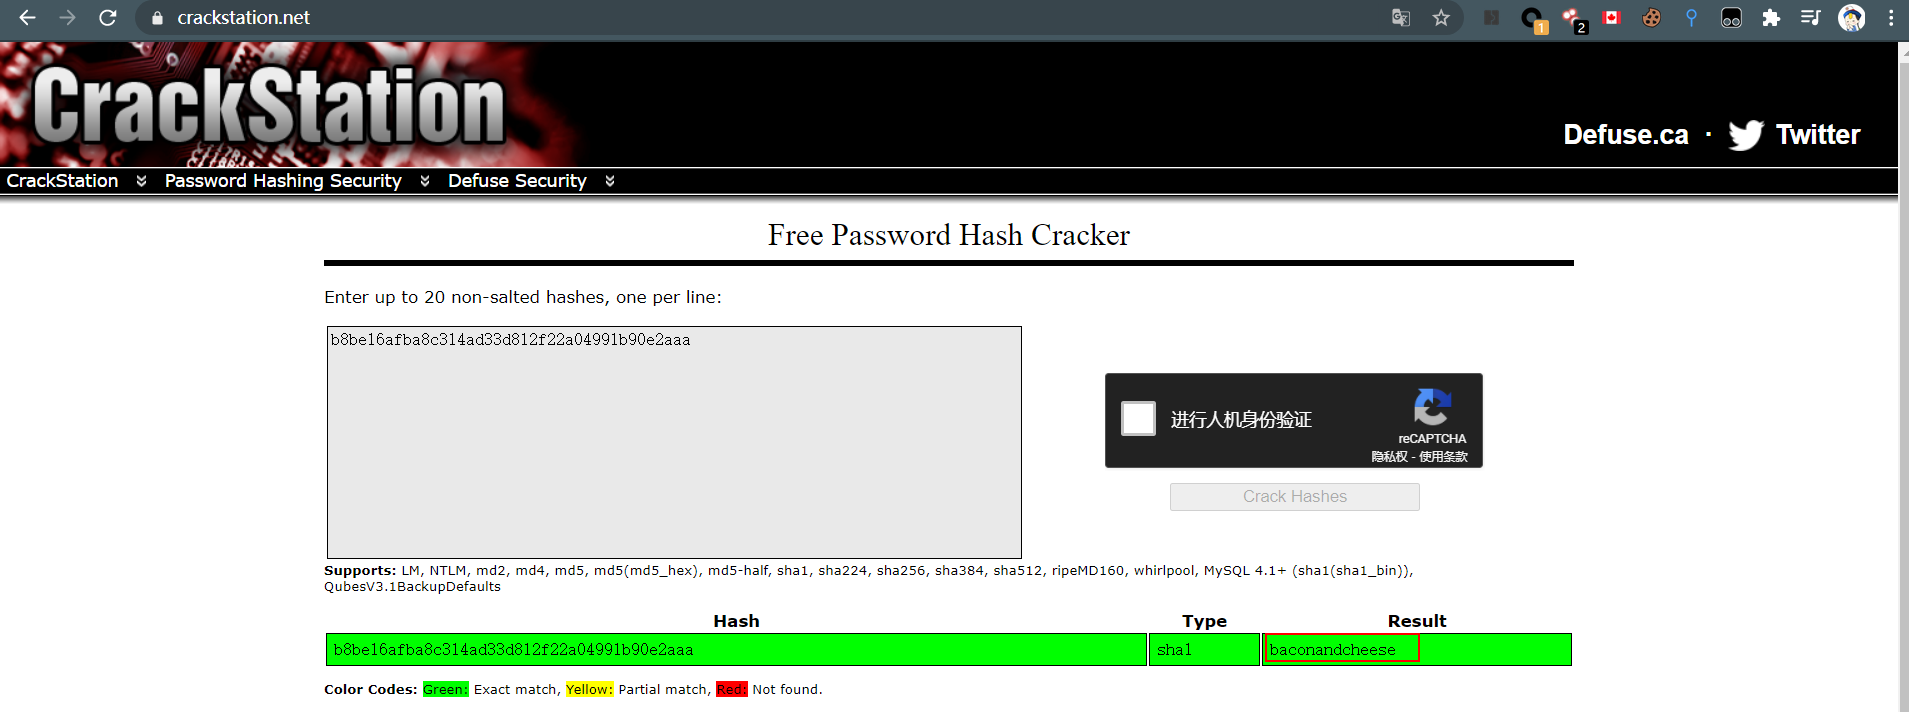 crackstation.net
1
2
CrackStation
Defuse.ca · Twitter
CrackStation Password Hashing Security Defuse Security
Free Password Hash Cracker
Enter up to 20 non-salted hashes, one per line:
b8be16afba8c314ad33d812f22a04991b90e2aaa
进行人机身份验证
reCAPTCHA
隐私权 - 使用条款
Crack Hashes
Supports: LM, NTLM, md2, md4, md5, md5(md5_hex), md5-half, sha1, sha224, sha256, sha384, sha512, ripeMD160, whirlpool, MySQL 4.1+ (sha1(sha1_bin)),
QubesV3.1BackupDefaults
Hash Type Result
b8be16afba8c314ad33d812f22a04991b90e2aaa sha1 baconandcheese
Color Codes: Green: Exact match, Yellow: Partial match, Red: Not found.